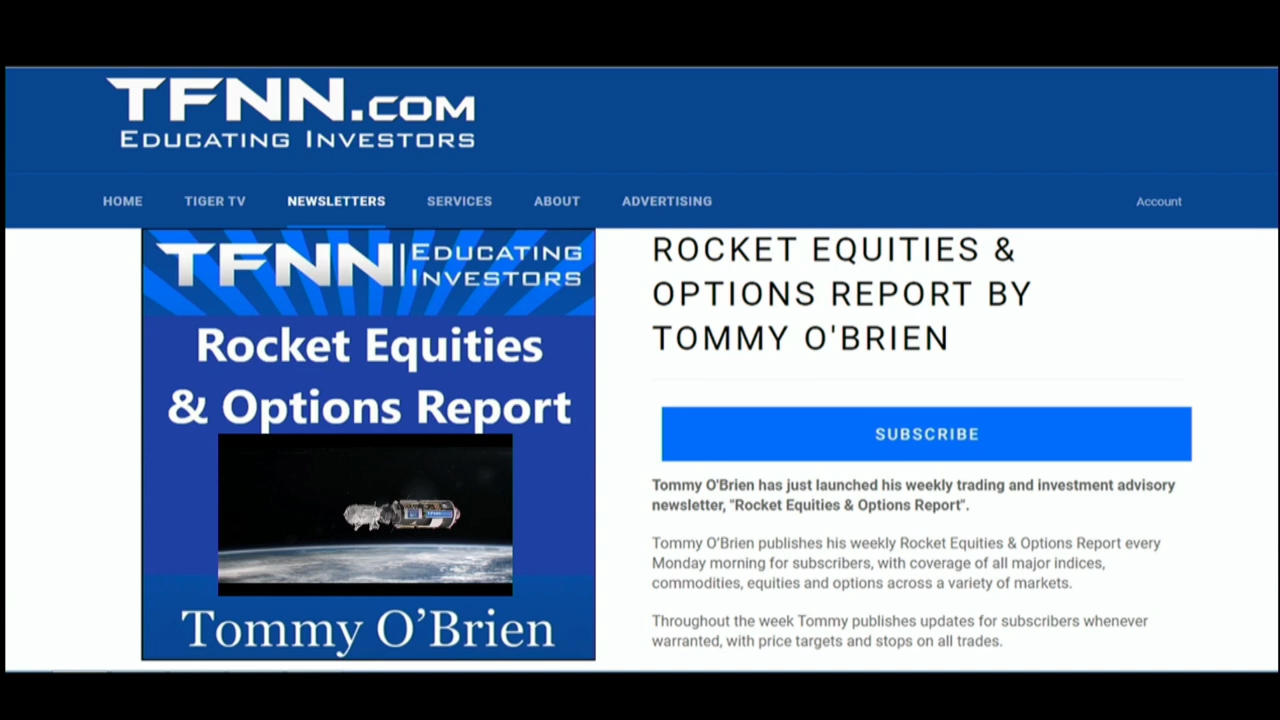 TFNN.COM
EDUCATING INVESTORS
HOME TIGER TV NEWSLETTERS SERVICES ABOUT ADVERTISING Account
TFNN EDUCATING
INVESTORS
Rocket Equities
& Options Report
Tommy O’Brien
ROCKET EQUITIES &
OPTIONS REPORT BY
TOMMY O'BRIEN
SUBSCRIBE
Tommy O'Brien has just launched his weekly trading and investment advisory
newsletter, "Rocket Equities & Options Report".
Tommy O’Brien publishes his weekly Rocket Equities & Options Report every
Monday morning for subscribers, with coverage of all major indices,
commodities, equities and options across a variety of markets.
Throughout the week Tommy publishes updates for subscribers whenever
warranted, with price targets and stops on all trades.